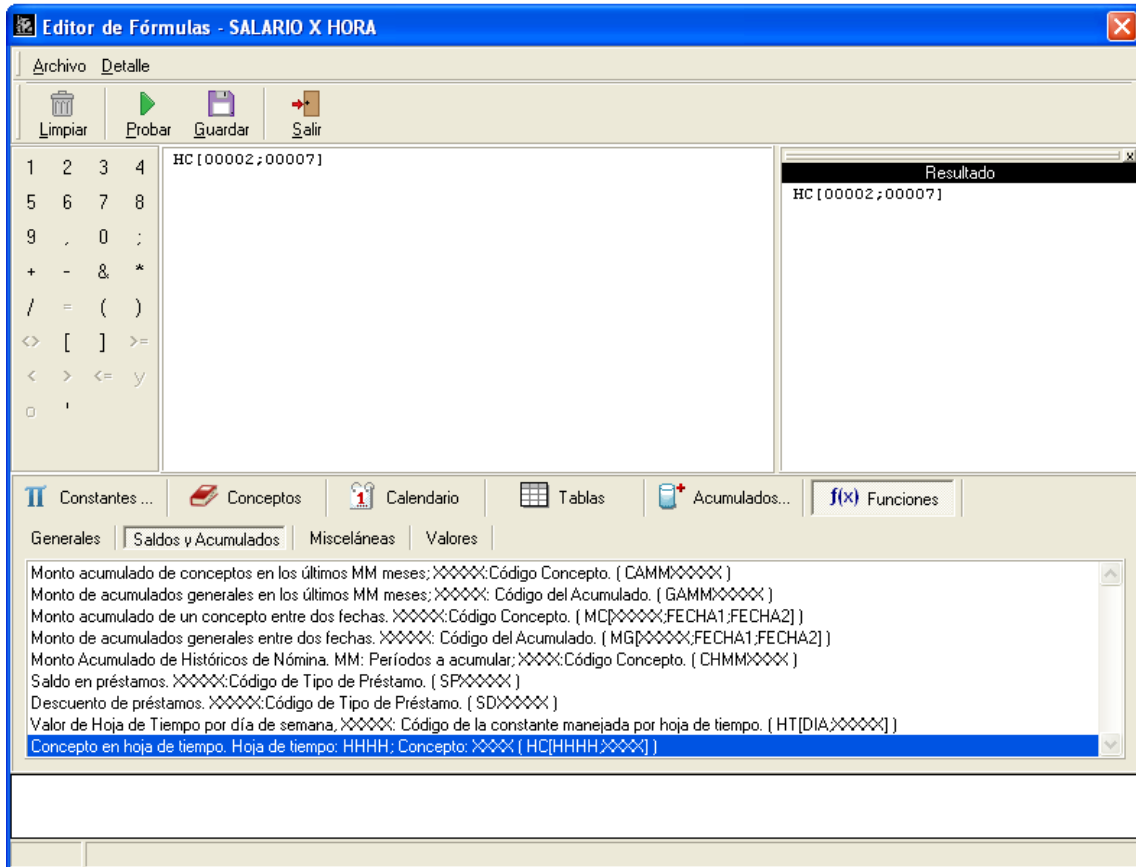 Editor de Fórmulas - SALARIO X HORA
Archivo Detalle
Limpiar Probar Guardar Salir
1 2 3 4
5 6 7 8
9 , 0 ;
+ - & *
/ = ( )
<> [ ] >=
< > <= y
o '
HC[00002;00007]
x
Resultado
HC[00002;00007]
Constantes ... Conceptos 1 Calendario Tablas Acumulados... f(x) Funciones
Generales Saldos y Acumulados Misceláneas Valores
Monto acumulado de conceptos en los últimos MM meses; XXXXX:Código Concepto. ( CAMMXXXXX )
Monto de acumulados generales en los últimos MM meses; XXXXX: Código del Acumulado. ( GAMMXXXXX )
Monto acumulado de un concepto entre dos fechas. XXXXX:Código Concepto. ( MC[XXXXX;FECHA1;FECHA2] )
Monto de acumulados generales entre dos fechas. XXXXX: Código del Acumulado. ( MG[XXXXX;FECHA1;FECHA2] )
Monto Acumulado de Históricos de Nómina. MM: Períodos a acumular; XXXX:Código Concepto. ( CHMMXXXX )
Saldo en préstamos. XXXXX:Código de Tipo de Préstamo. ( SPXXXXX )
Descuento de préstamos. XXXXX:Código de Tipo de Préstamo. ( SDXXXXX )
Valor de Hoja de Tiempo por día de semana, XXXXX: Código de la constante manejada por hoja de tiempo. ( HT[DIA;XXXXX] )
Concepto en hoja de tiempo. Hoja de tiempo: HHHH; Concepto: XXXX ( HC[HHHH;XXXX] )